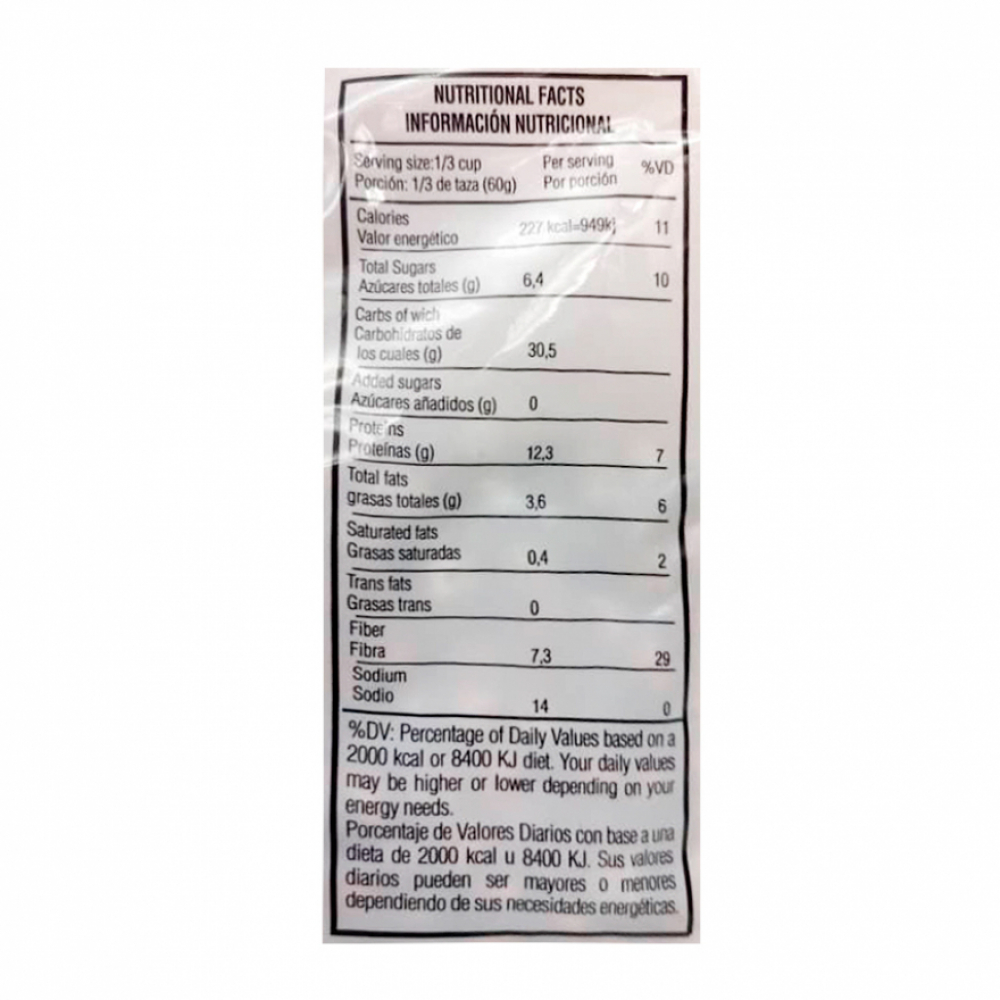 NUTRITIONAL FACTS
INFORMACIÓN NUTRICIONAL
Serving size:1/3 cup Per serving %VD
Porción: 1/3 de taza (60g) Por porción
Calories
Valor energético 227 kcal=949kj 11
Total Sugars
Azúcares totales (g) 6,4 10
Carbs of wich
Carbohidratos de
los cuales (g) 30,5
Added sugars
Azúcares añadidos (g) 0
Proteins
Proteínas (g) 12,3 7
Total fats
grasas totales (g) 3,6 6
Saturated fats
Grasas saturadas 0,4 2
Trans fats
Grasas trans 0
Fiber
Fibra 7,3 29
Sodium
Sodio 14 0
%DV: Percentage of Daily Values based on a
2000 kcal or 8400 KJ diet. Your daily values
may be higher or lower depending on your
energy needs.
Porcentaje de Valores Diarios con base a una
dieta de 2000 kcal u 8400 KJ. Sus valores
diarios pueden ser mayores o menores
dependiendo de sus necesidades energéticas.